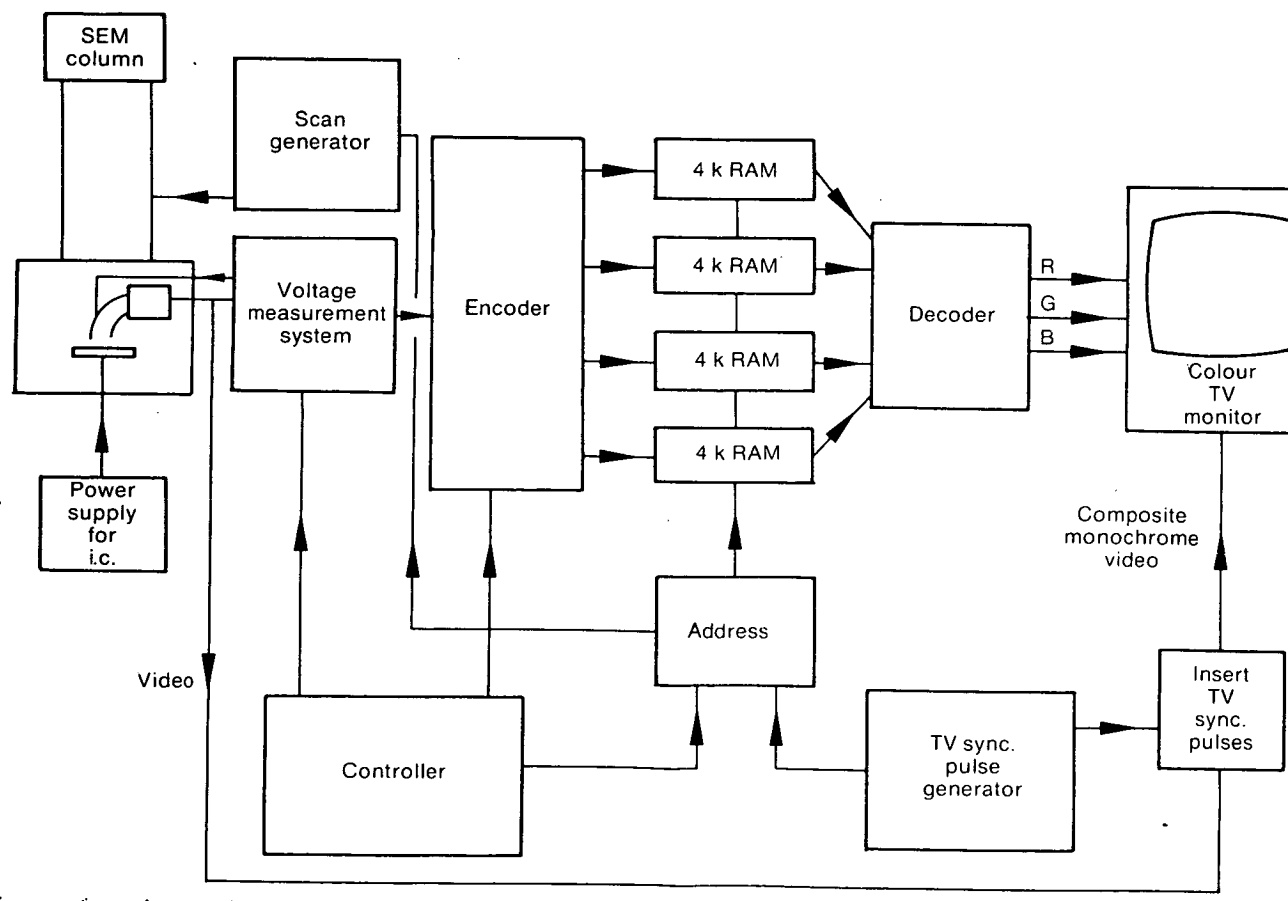 SEM
column
Scan
generator
Voltage
measurement
system
Encoder
4 k RAM
4 k RAM
4 k RAM
4 k RAM
Decoder
R
G
B
Colour
TV
monitor
Power
supply
for
i.c.
Composite
monochrome
video
Address
Video
Controller
TV sync.
pulse
generator
Insert
TV
sync.
pulses